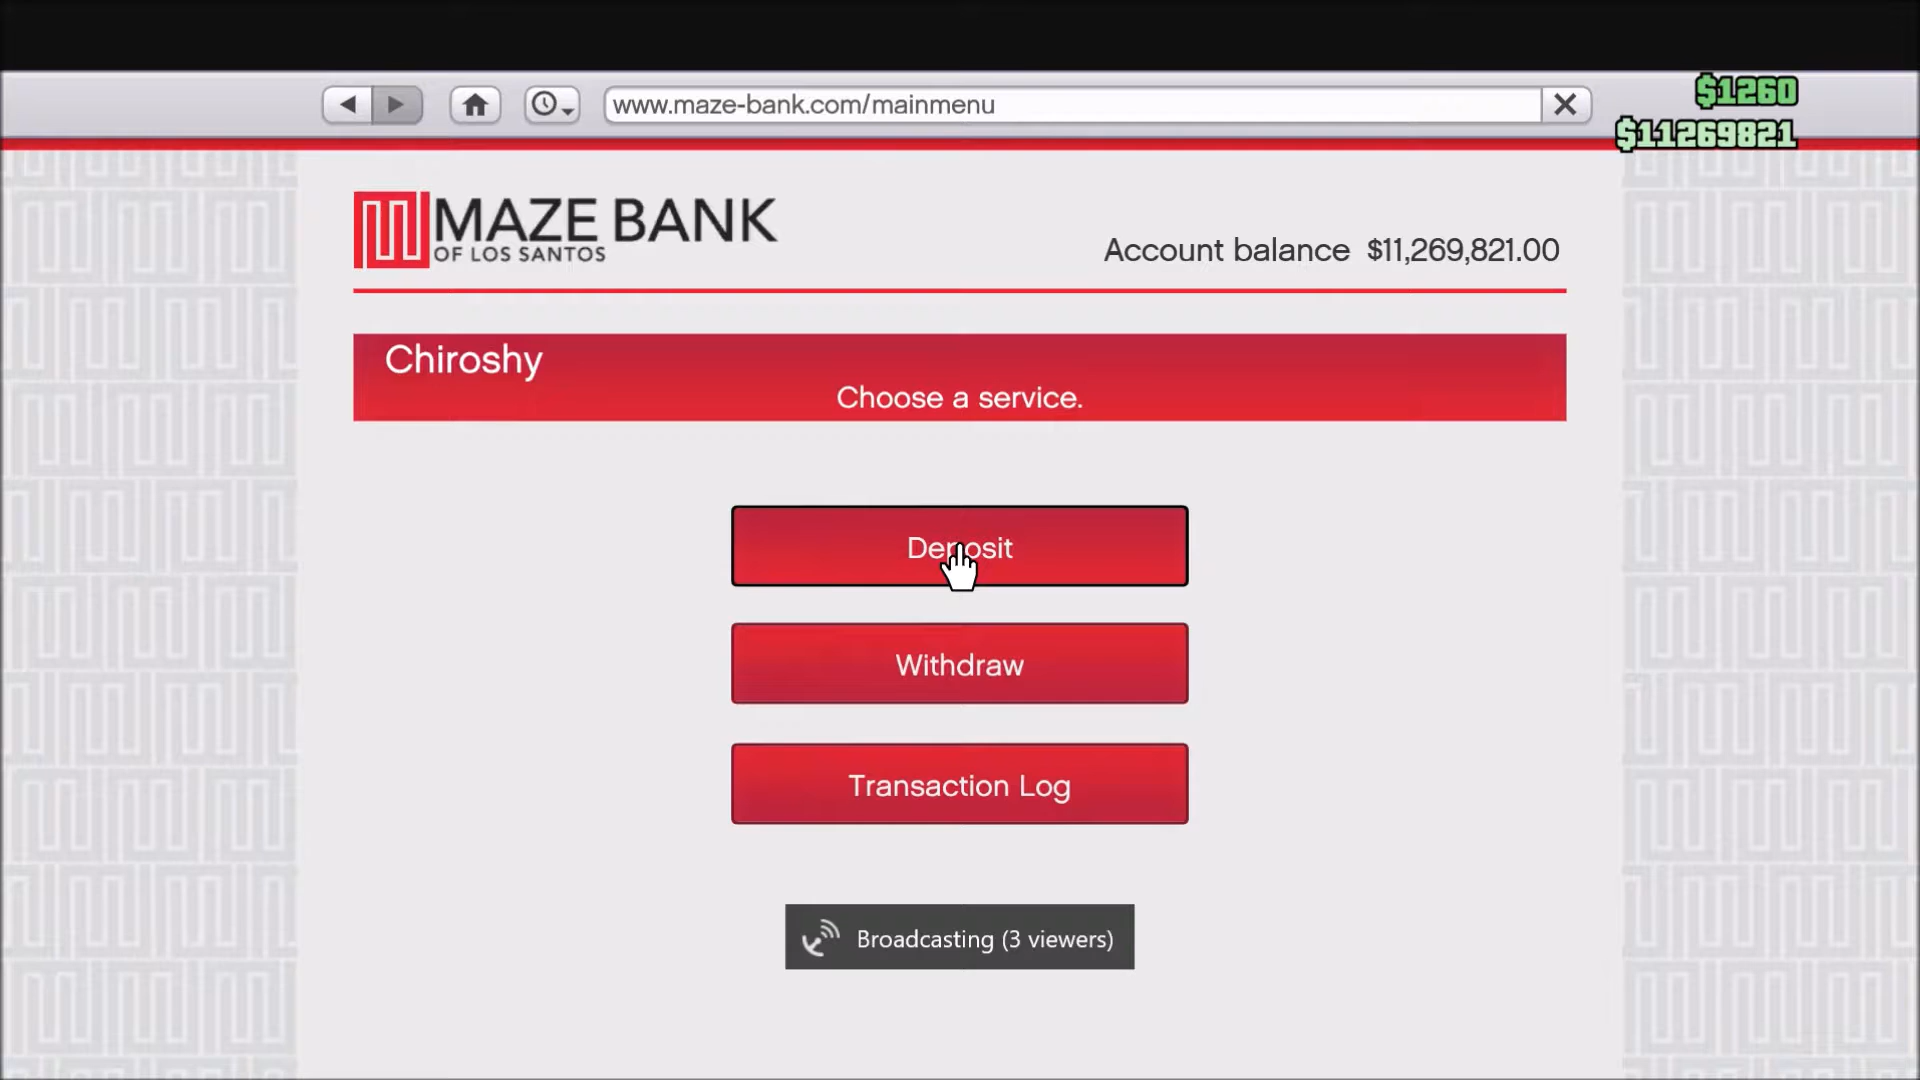 www.maze-bank.com/mainmenu
$1260
$11269821
MAZE BANK
OF LOS SANTOS
Account balance $11,269,821.00
Chiroshy
Choose a service.
Deposit
Withdraw
Transaction Log
Broadcasting (3 viewers)